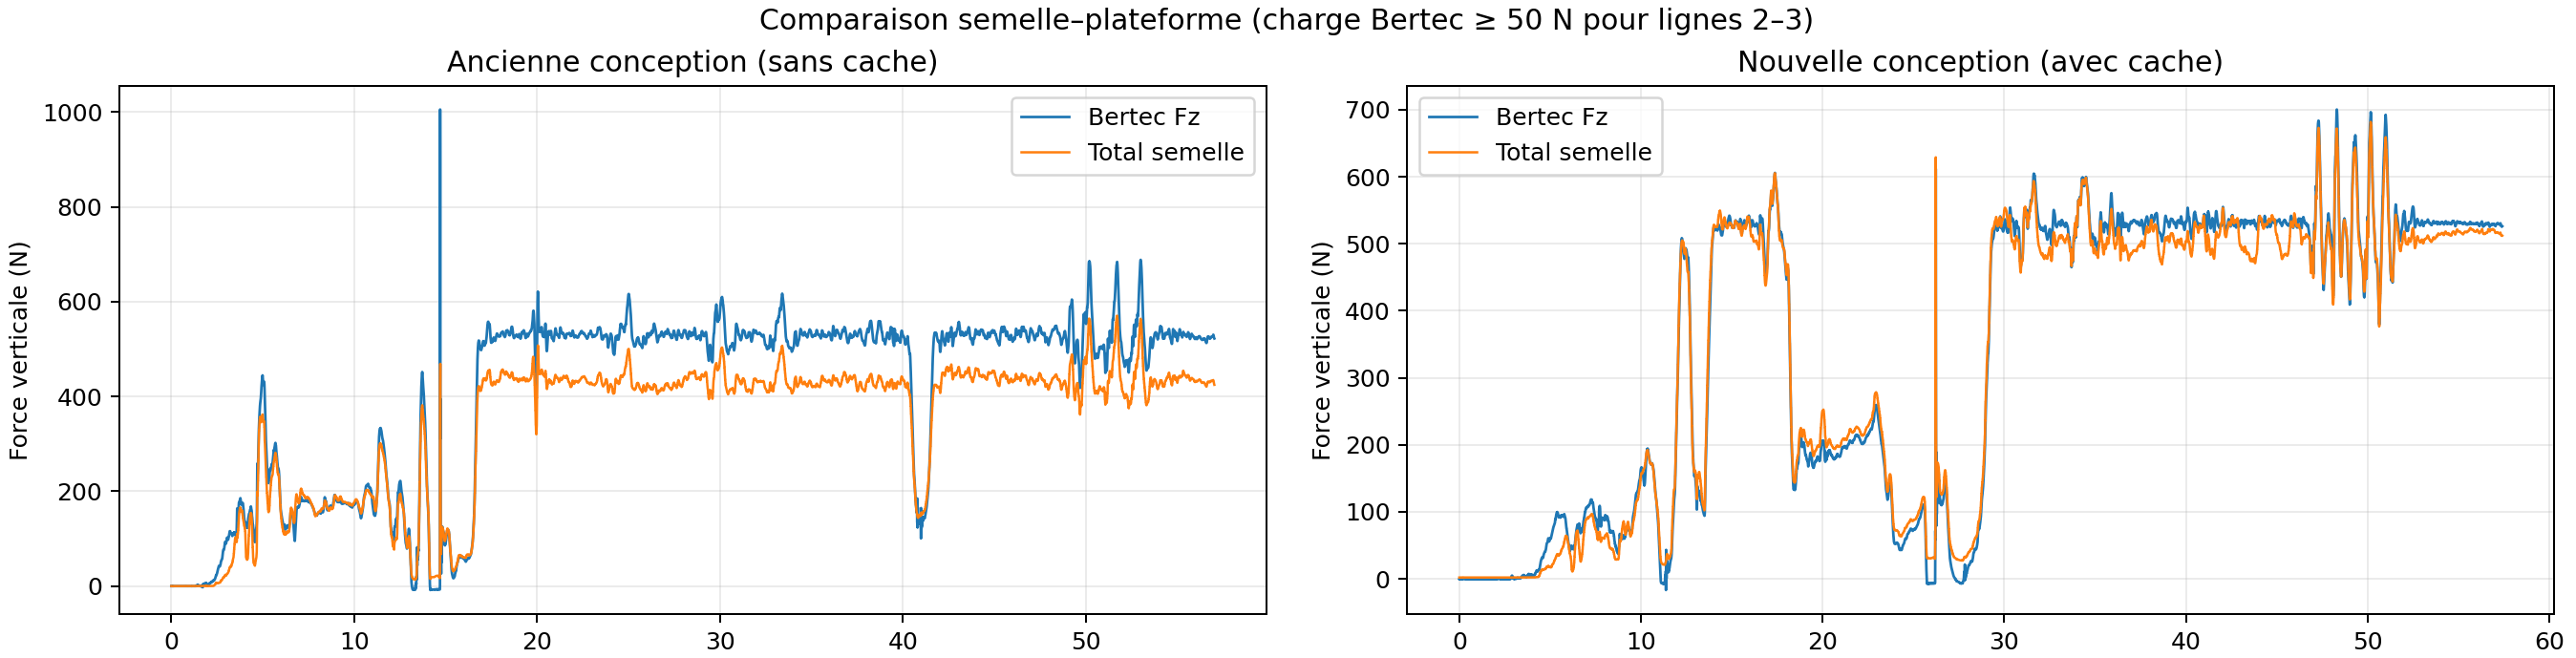 Comparaison semelle–plateforme (charge Bertec ≥ 50 N pour lignes 2–3)
Ancienne conception (sans cache)
Force verticale (N)
1000
800
600
400
200
0
Bertec Fz
Total semelle
0 10 20 30 40 50
Nouvelle conception (avec cache)
Force verticale (N)
700
600
500
400
300
200
100
0
Bertec Fz
Total semelle
0 10 20 30 40 50 60